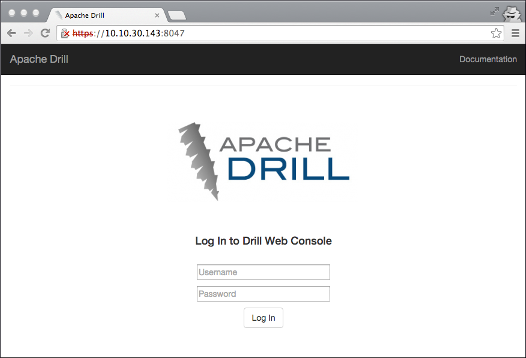 Apache Drill
https://10.10.30.143:8047
Apache Drill
Documentation
APACHE
DRILL
Log In to Drill Web Console
Username
Password
Log In